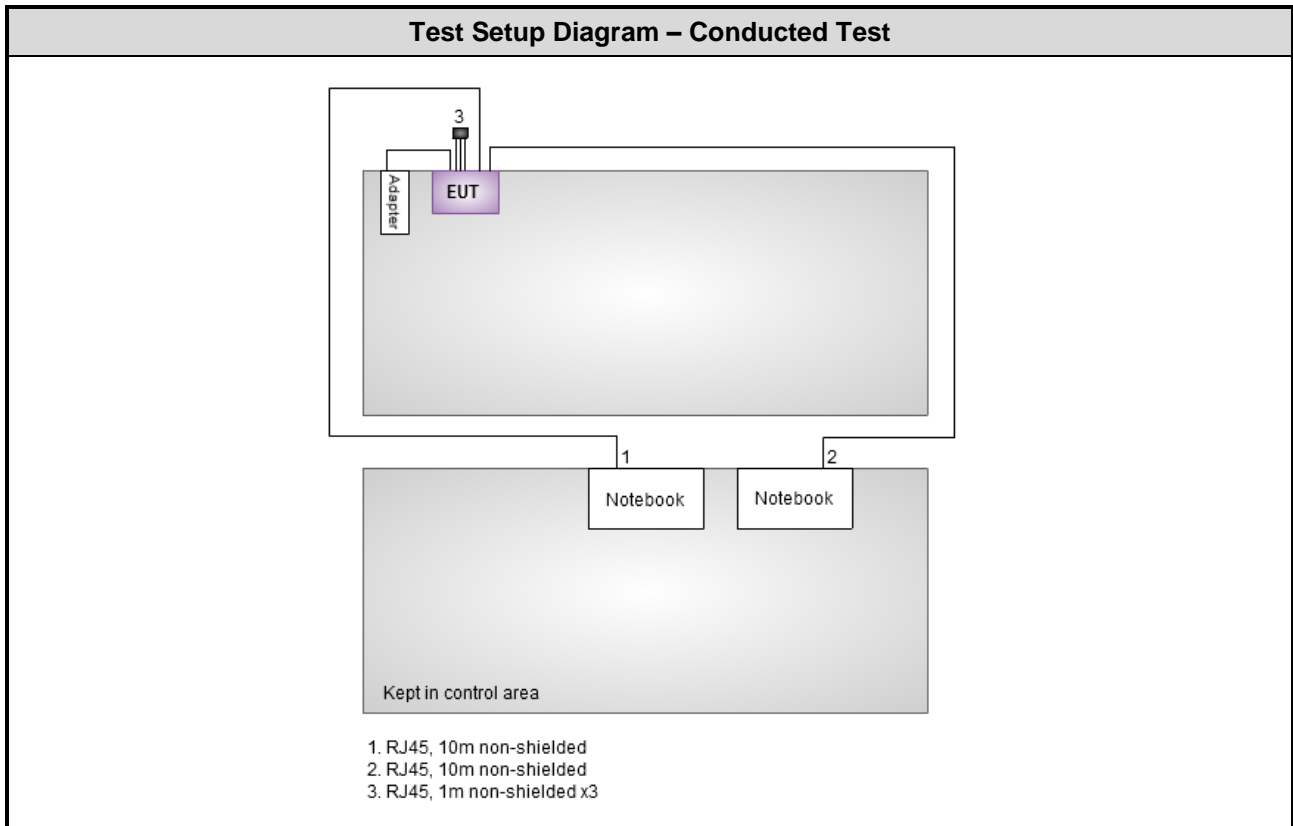 Test Setup Diagram – Conducted Test
3
Adapter
EUT
1
2
Notebook
Notebook
Kept in control area
1. RJ45, 10m non-shielded
2. RJ45, 10m non-shielded
3. RJ45, 1m non-shielded x3